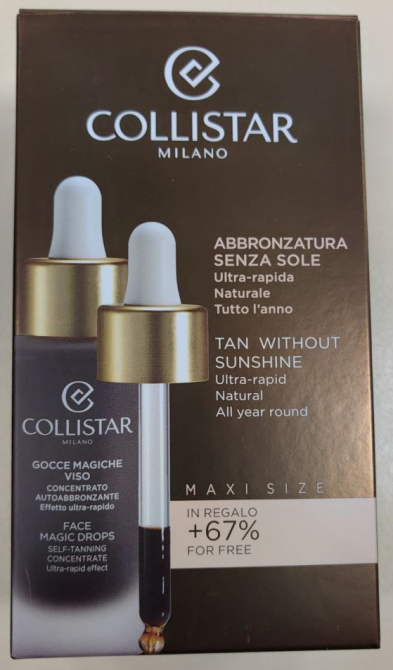 COLLISTAR
MILANO
ABBRONZATURA
SENZA SOLE
Ultra-rapida
Naturale
Tutto l'anno
TAN WITHOUT
SUNSHINE
Ultra-rapid
Natural
All year round
COLLISTAR
MILANO
GOCCE MAGICHE
VISO
CONCENTRATO
AUTOABBRONZANTE
Effetto ultra-rapido
FACE
MAGIC DROPS
SELF-TANNING
CONCENTRATE
Ultra-rapid effect
MAXI SIZE
IN REGALO
+67%
FOR FREE